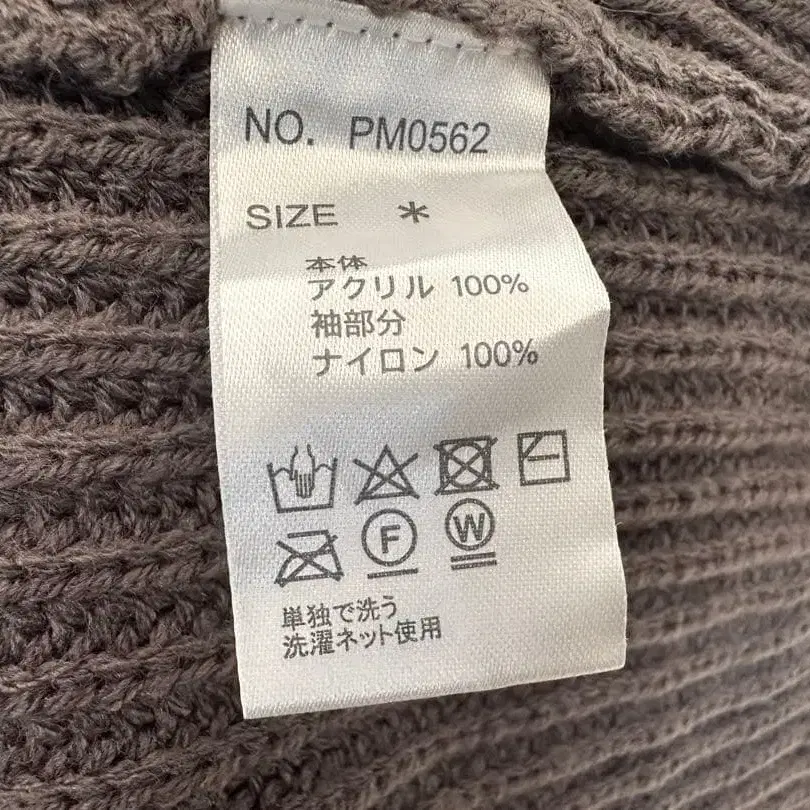 NO. PM0562
SIZE *
本体
アクリル 100%
袖部分
ナイロン 100%
F
W
単独で洗う
洗濯ネット使用